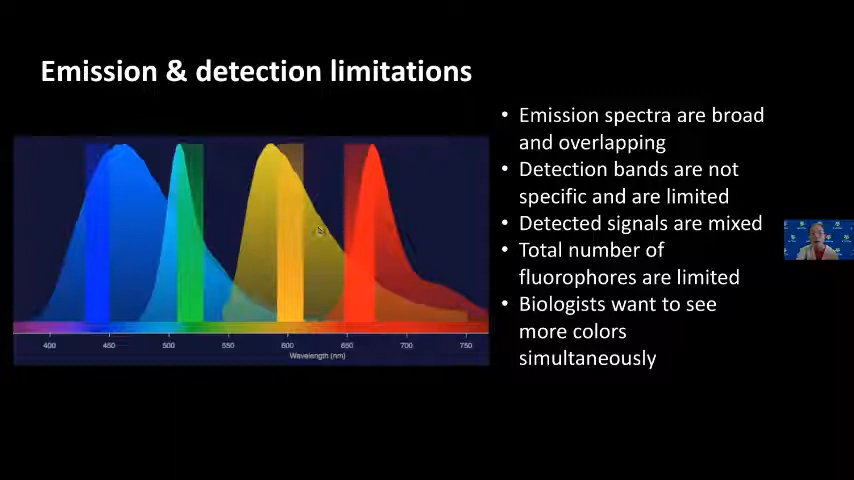 Emission & detection limitations
• Emission spectra are broad
and overlapping
• Detection bands are not
specific and are limited
• Detected signals are mixed
• Total number of
fluorophores are limited
• Biologists want to see
more colors
simultaneously
400 450 500 550 600 650 700 750
Wavelength (nm)